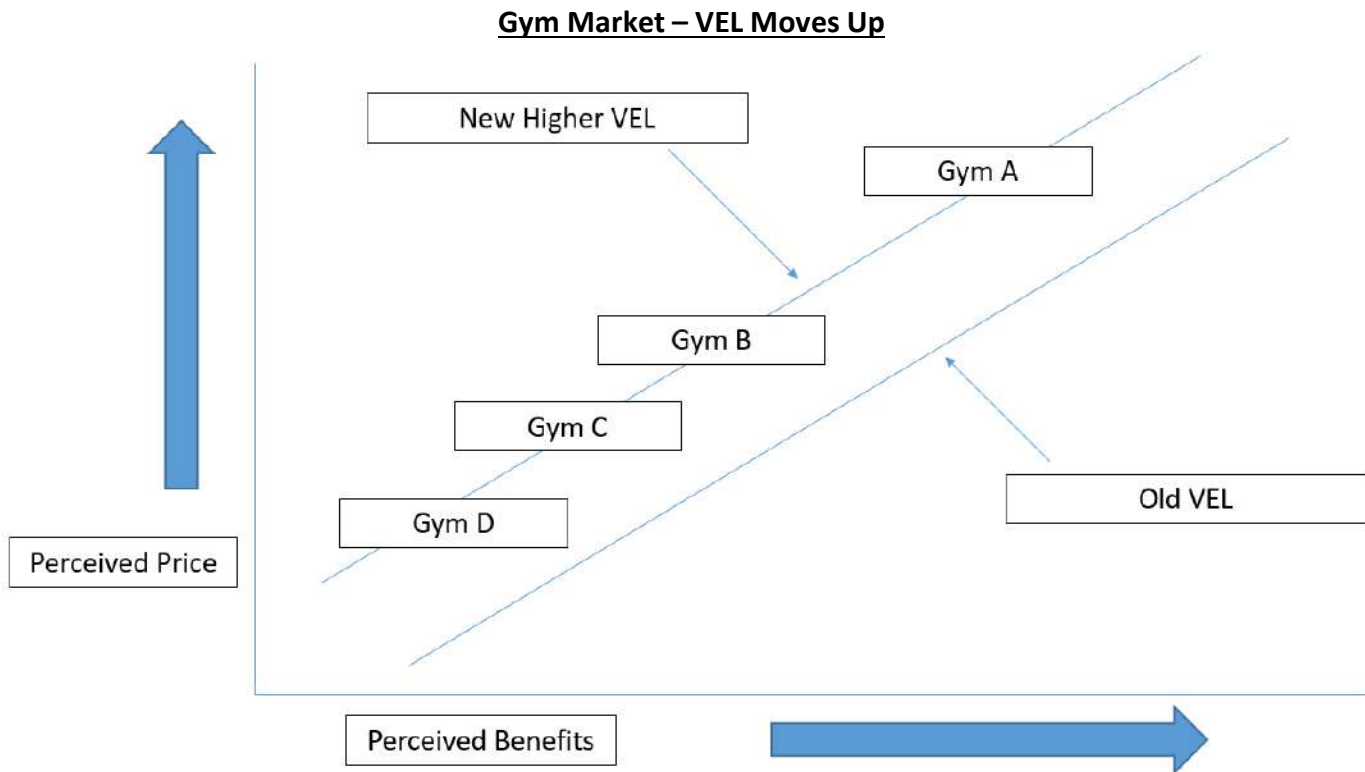 Gym Market – VEL Moves Up
New Higher VEL
Gym A
Gym B
Gym C
Old VEL
Gym D
Perceived Price
Perceived Benefits